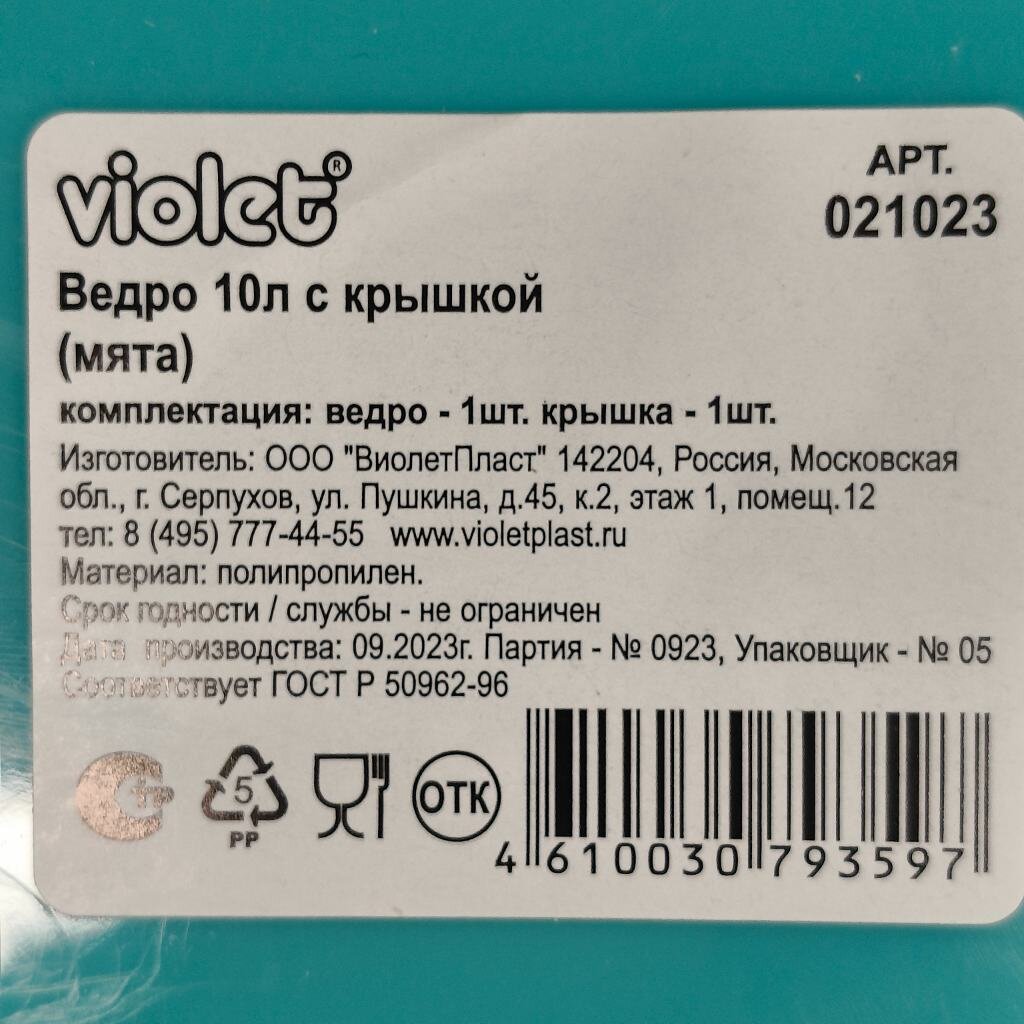 violet®
АРТ.
021023
Ведро 10л с крышкой
(мята)
комплектация: ведро - 1шт. крышка - 1шт.
Изготовитель: ООО "ВиолетПласт" 142204, Россия, Московская
обл., г. Серпухов, ул. Пушкина, д.45, к.2, этаж 1, помещ.12
тел: 8 (495) 777-44-55 www.violetplast.ru
Материал: полипропилен.
Срок годности / службы - не ограничен
Дата производства: 09.2023г. Партия - № 0923, Упаковщик - № 05
Соответствует ГОСТ Р 50962-96
СТР
5
PP
ОТК
4 610030 793597